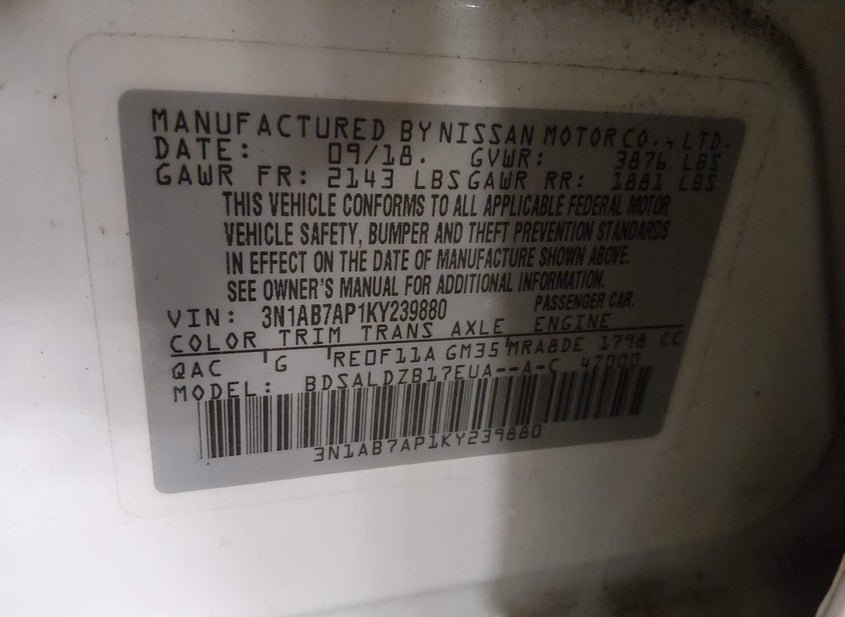 MANUFACTURED BY NISSAN MOTOR CO., LTD.
DATE: 09/18. GVWR: 3876 LBS
GAWR FR: 2143 LBS GAWR RR: 1881 LBS
THIS VEHICLE CONFORMS TO ALL APPLICABLE FEDERAL MOTOR
VEHICLE SAFETY, BUMPER AND THEFT PREVENTION STANDARDS
IN EFFECT ON THE DATE OF MANUFACTURE SHOWN ABOVE.
SEE OWNER'S MANUAL FOR ADDITIONAL INFORMATION.
VIN: 3N1AB7AP1KY239880 PASSENGER CAR.
COLOR TRIM TRANS AXLE ENGINE
QAC G RE0F11A GM35 MRA8DE 1798 CC
MODEL: BDSALDZB17EUA--A-C 47000
3N1AB7AP1KY239880